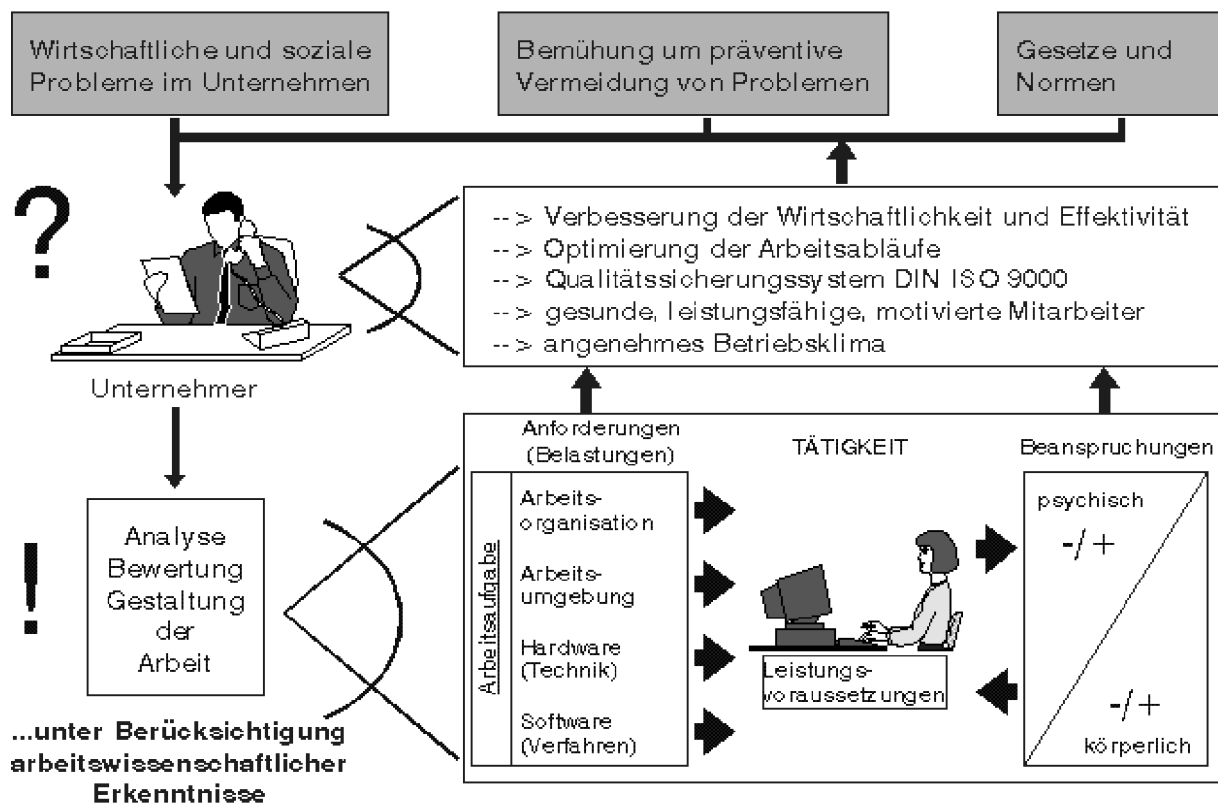 Wirtschaftliche und soziale
Probleme im Unternehmen
Bemühung um präventive
Vermeidung von Problemen
Gesetze und
Normen
?
--> Verbesserung der Wirtschaftlichkeit und Effektivität
--> Optimierung der Arbeitsabläufe
--> Qualitätssicherungssystem DIN ISO 9000
--> gesunde, leistungsfähige, motivierte Mitarbeiter
--> angenehmes Betriebsklima
Unternehmer
!
Analyse
Bewertung
Gestaltung
der
Arbeit
...unter Berücksichtigung
arbeitswissenschaftlicher
Erkenntnisse
Anforderungen
(Belastungen)
Arbeitsaufgabe
Arbeits-
organisation
Arbeits-
umgebung
Hardware
(Technik)
Software
(Verfahren)
TÄTIGKEIT
Leistungs-
voraussetzungen
Beanspruchungen
psychisch
-/+
-/+
körperlich